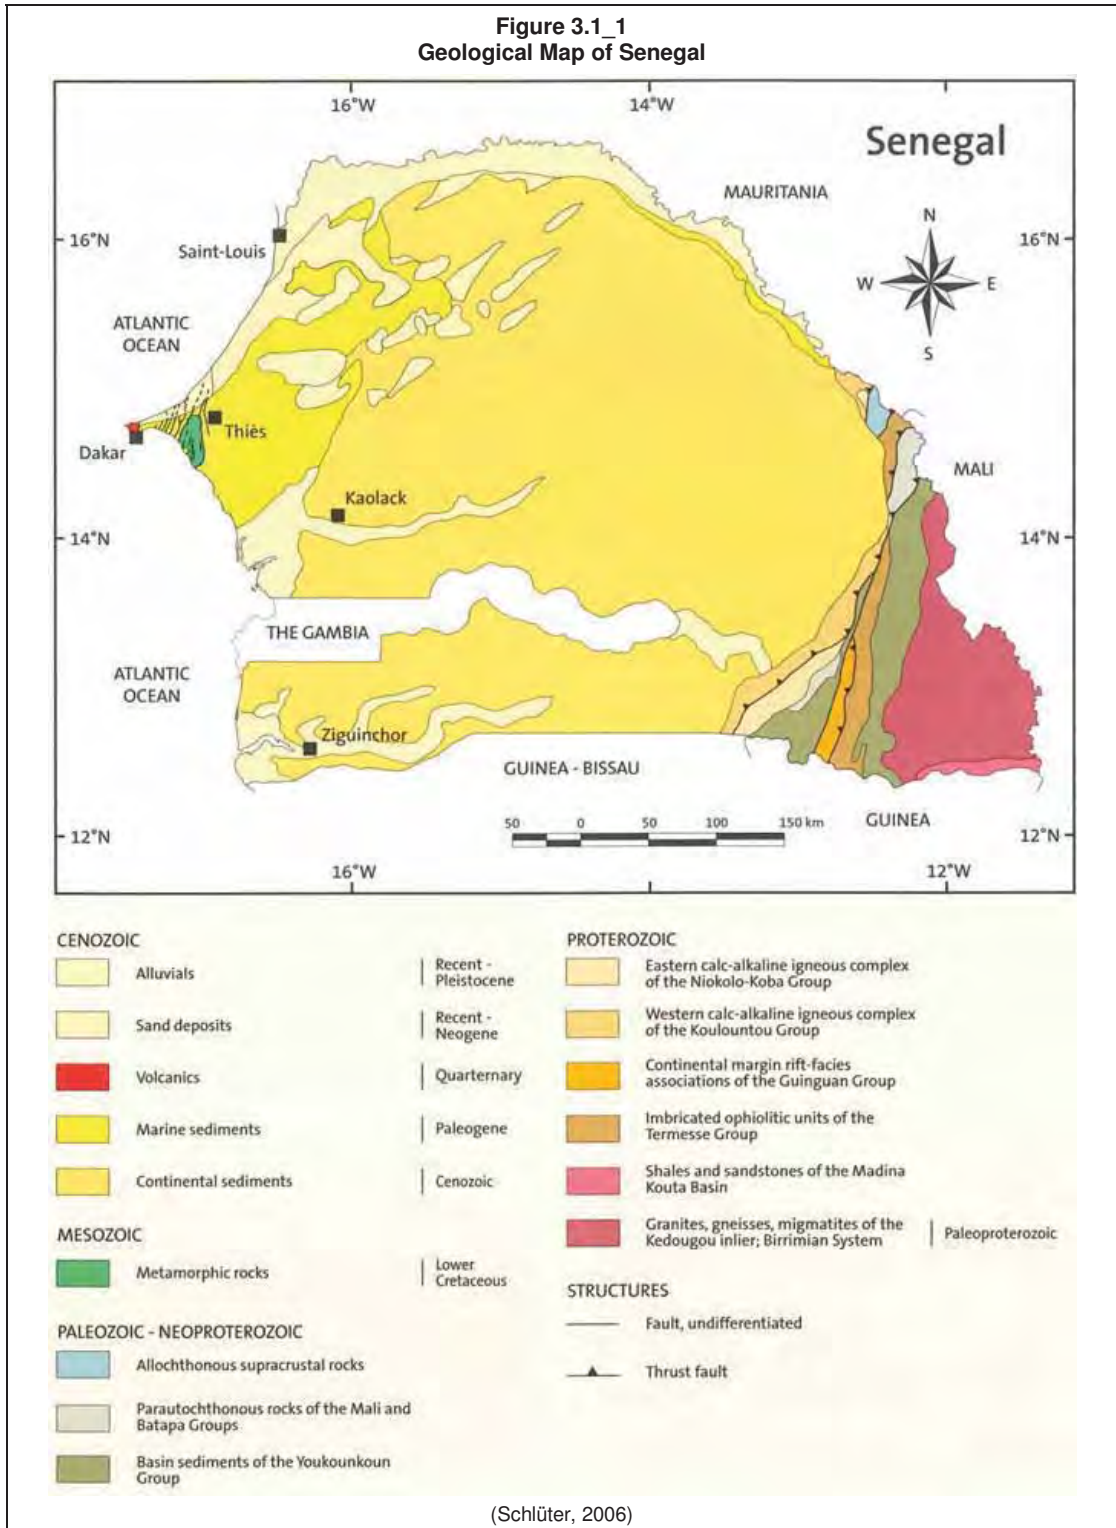 Figure 3.1_1
Geological Map of Senegal
16°W
14°W
Senegal
MAURITANIA
N
16°N
Saint-Louis
16°N
W
E
ATLANTIC
OCEAN
S
Thiès
Dakar
MALI
Kaolack
14°N
14°N
THE GAMBIA
ATLANTIC
OCEAN
Ziguinchor
GUINEA - BISSAU
50 0 50 100 150 km
GUINEA
12°N
12°N
16°W
12°W
CENOZOIC
Alluvials
Recent -
Pleistocene
Sand deposits
Recent -
Neogene
Volcanics
Quarternary
Marine sediments
Paleogene
Continental sediments
Cenozoic
MESOZOIC
Metamorphic rocks
Lower
Cretaceous
PALEOZOIC - NEOPROTEROZOIC
Allochthonous supracrustal rocks
Parautochthonous rocks of the Mali and
Batapa Groups
Basin sediments of the Youkounkoun
Group
PROTEROZOIC
Eastern calc-alkaline igneous complex
of the Niokolo-Koba Group
Western calc-alkaline igneous complex
of the Koulountou Group
Continental margin rift-facies
associations of the Guinguan Group
Imbricated ophiolitic units of the
Termesse Group
Shales and sandstones of the Madina
Kouta Basin
Granites, gneisses, migmatites of the
Kedougou inlier; Birrimian System
Paleoproterozoic
STRUCTURES
Fault, undifferentiated
Thrust fault
(Schlüter, 2006)